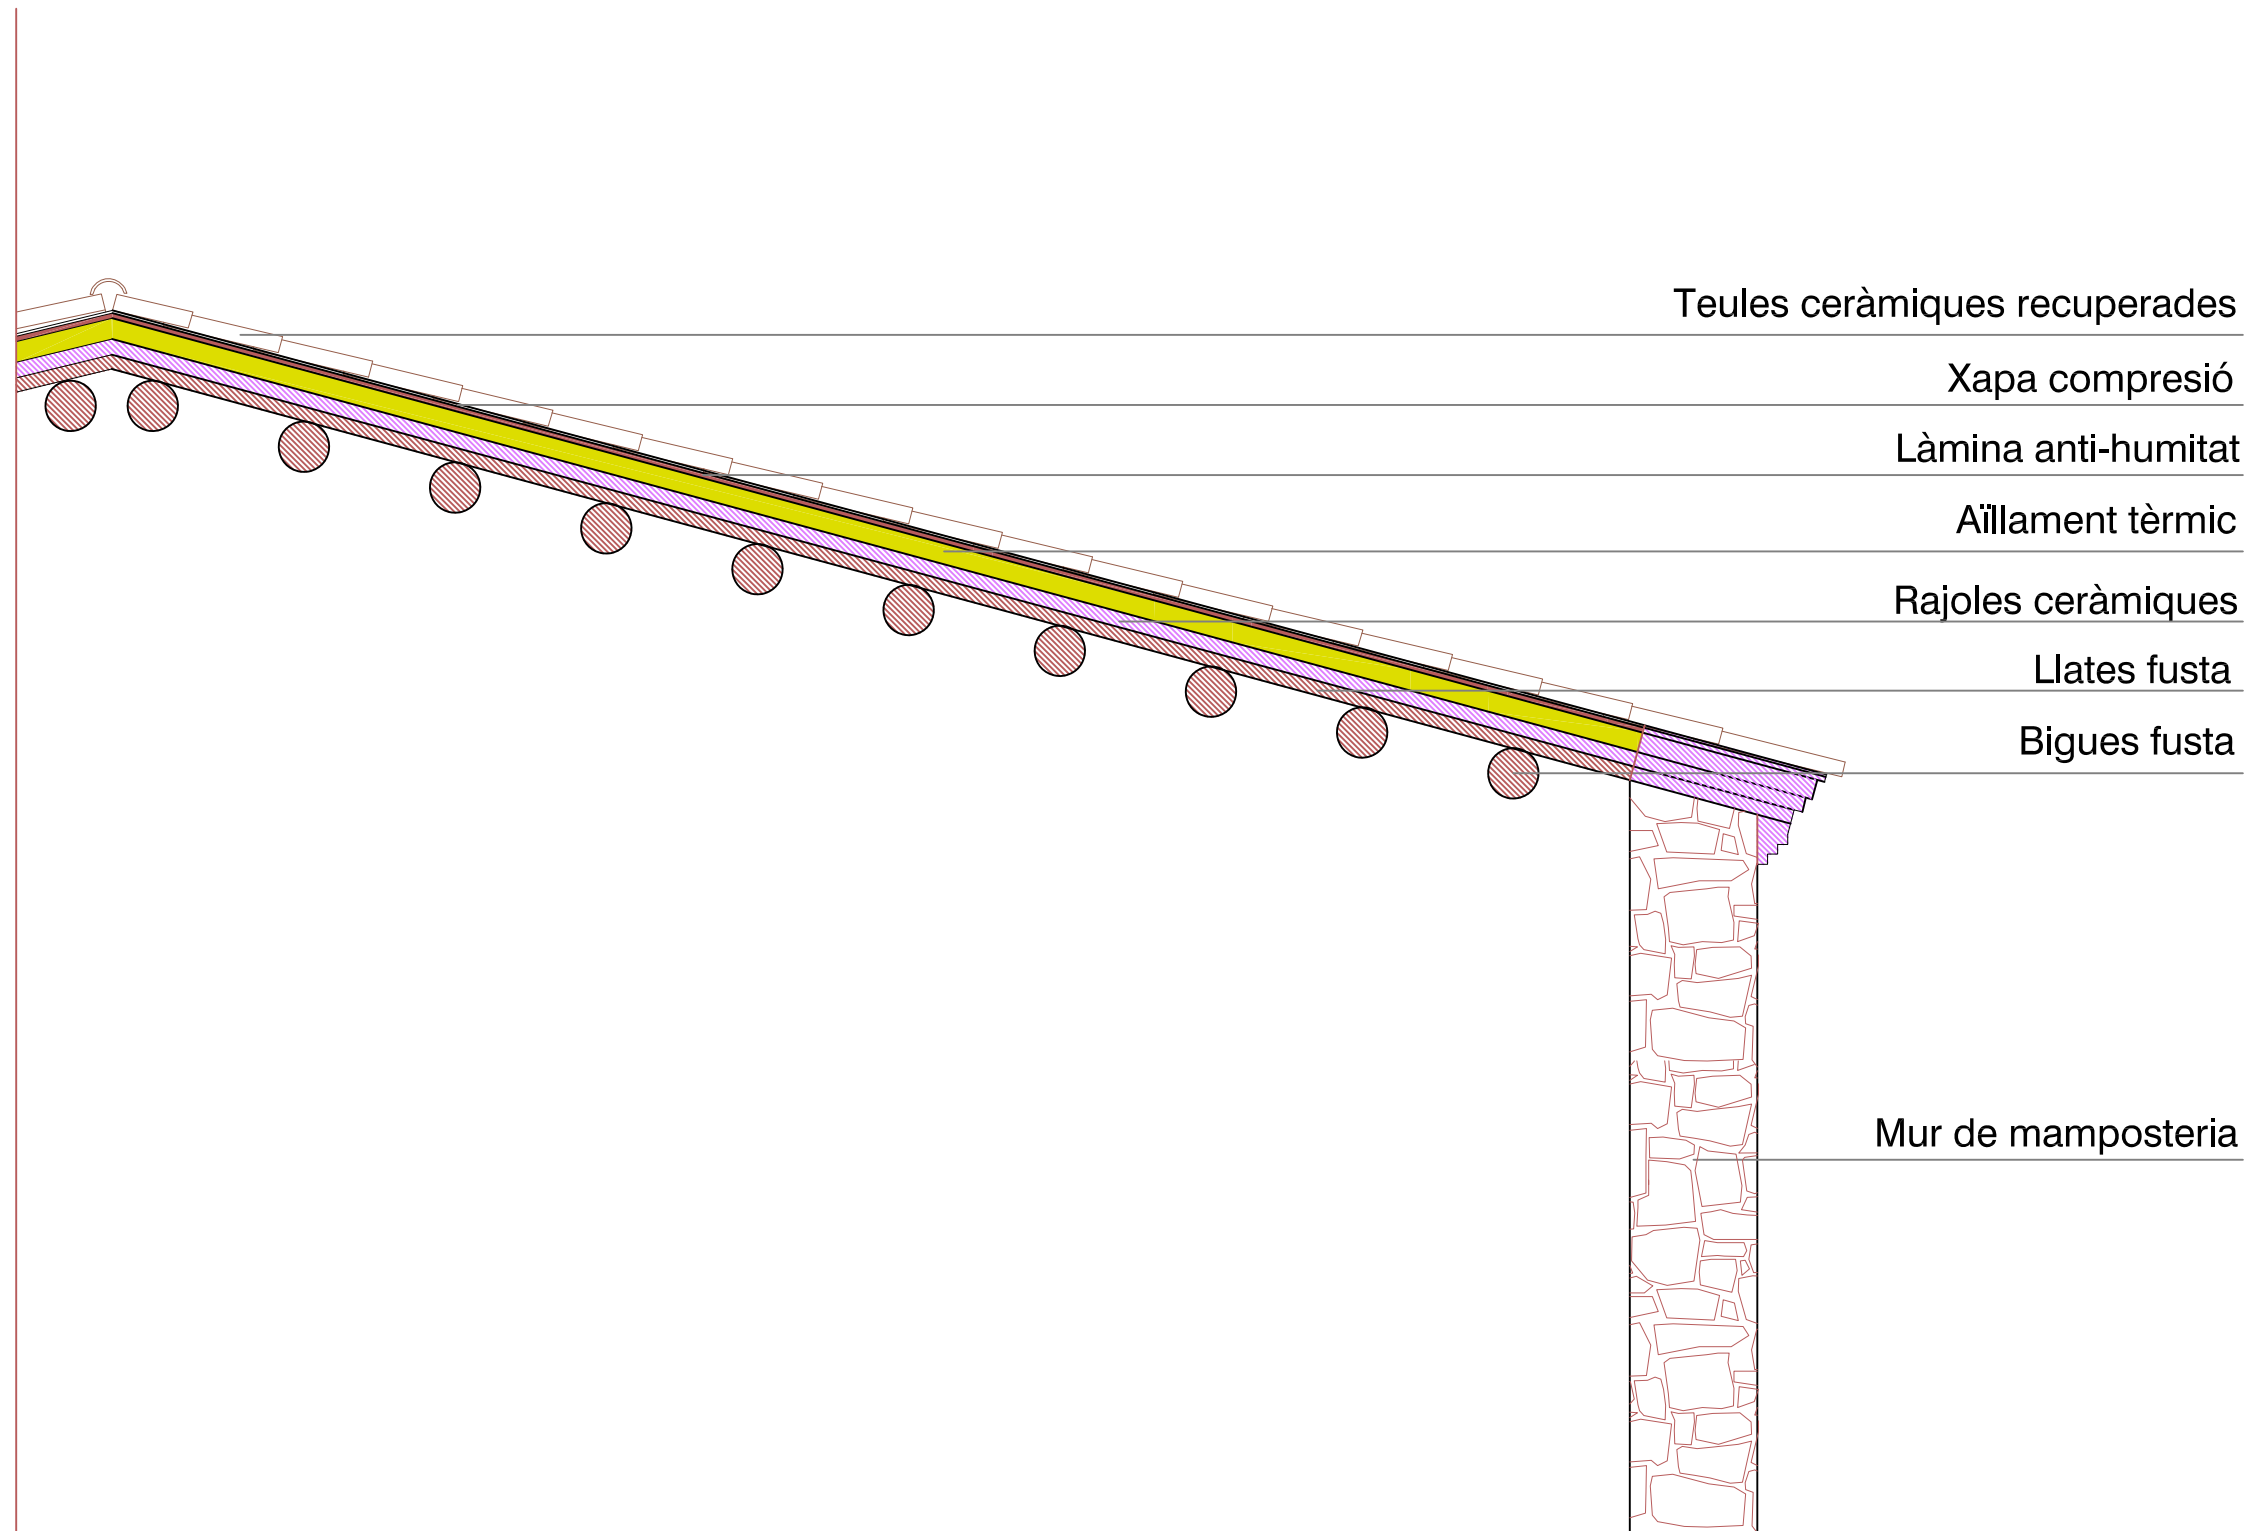 Teules ceràmiques recuperades
Xapa compresió
Làmina anti-humitat
Aïllament tèrmic
Rajoles ceràmiques
Llates fusta
Bigues fusta
Mur de mamposteria